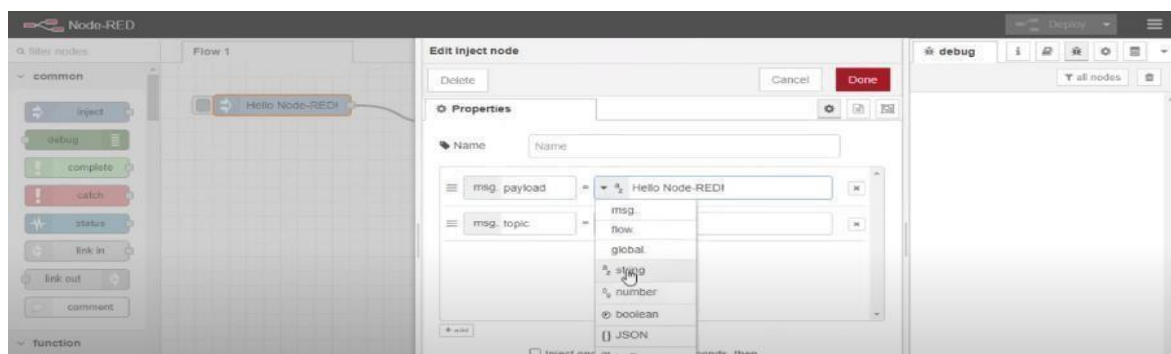 Node-RED
Deploy
filter nodes
Flow 1
Edit inject node
debug
i
common
Delete
Cancel
Done
all nodes
inject
Hello Node-RED!
Properties
debug
Name
Name
complete
msg. payload = Hello Node-RED!
catch
msg.
status
msg. topic =
flow.
link in
global.
link out
string
number
comment
boolean
add
{} JSON
function